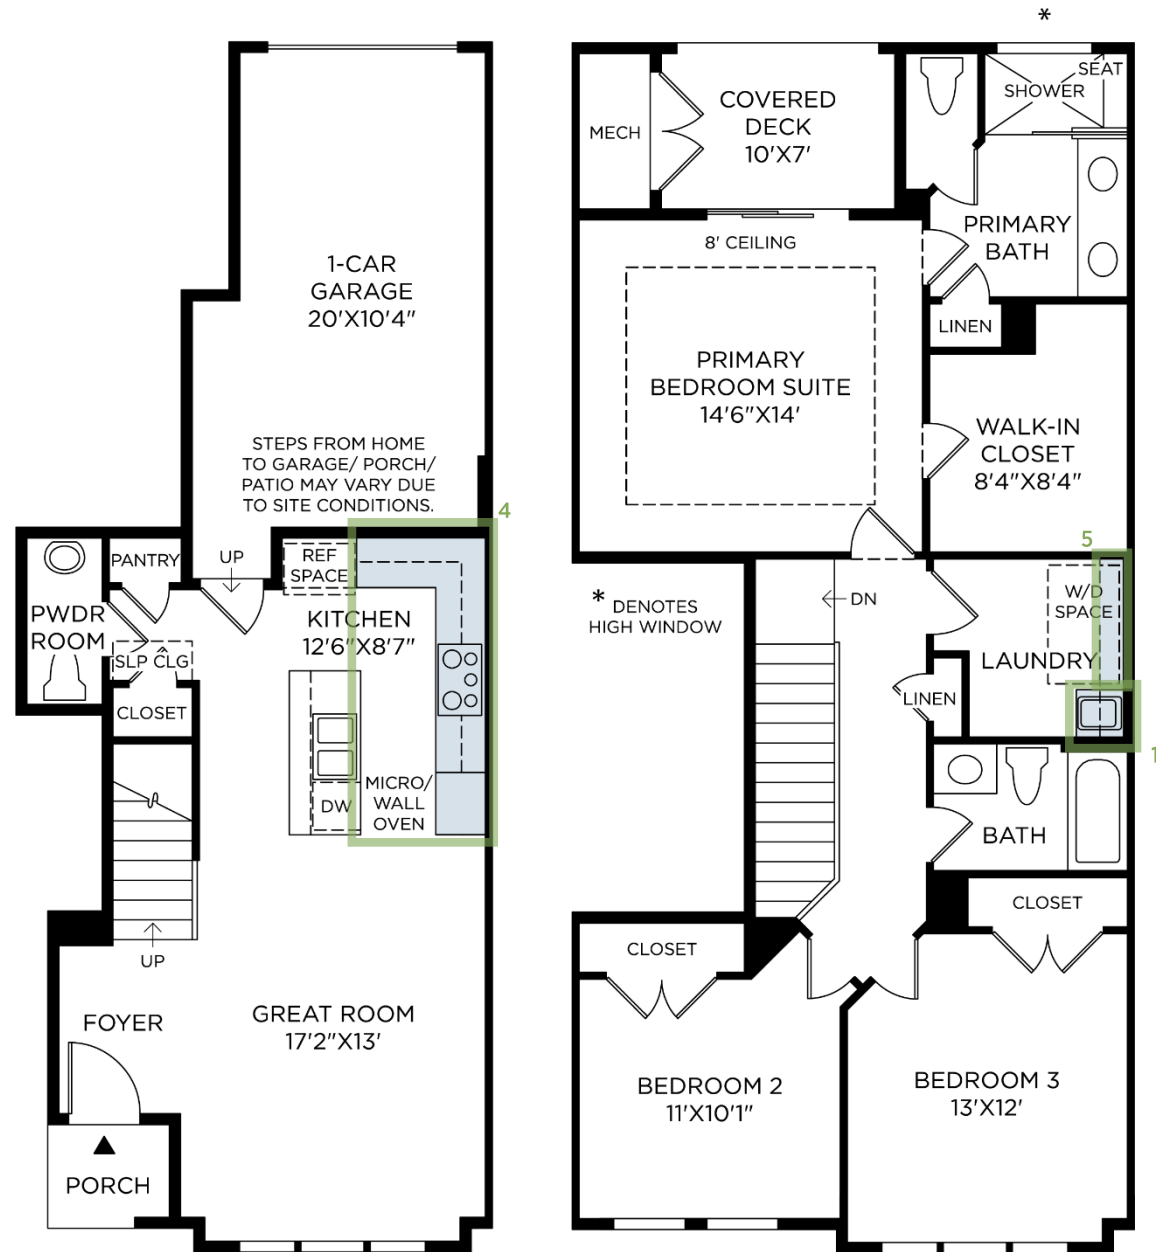 1-CAR
GARAGE
20'X10'4"
STEPS FROM HOME
TO GARAGE/ PORCH/
PATIO MAY VARY DUE
TO SITE CONDITIONS.
4
PANTRY
UP
REF
SPACE
PWDR
ROOM
KITCHEN
12'6"X8'7"
SLP CLG
CLOSET
MICRO/
WALL
OVEN
DW
UP
FOYER
GREAT ROOM
17'2"X13'
PORCH
*
MECH
COVERED
DECK
10'X7'
SEAT
SHOWER
PRIMARY
BATH
8' CEILING
LINEN
PRIMARY
BEDROOM SUITE
14'6"X14'
WALK-IN
CLOSET
8'4"X8'4"
5
* DENOTES
HIGH WINDOW
DN
W/D
SPACE
LAUNDRY
LINEN
1
BATH
CLOSET
CLOSET
BEDROOM 2
11'X10'1"
BEDROOM 3
13'X12'